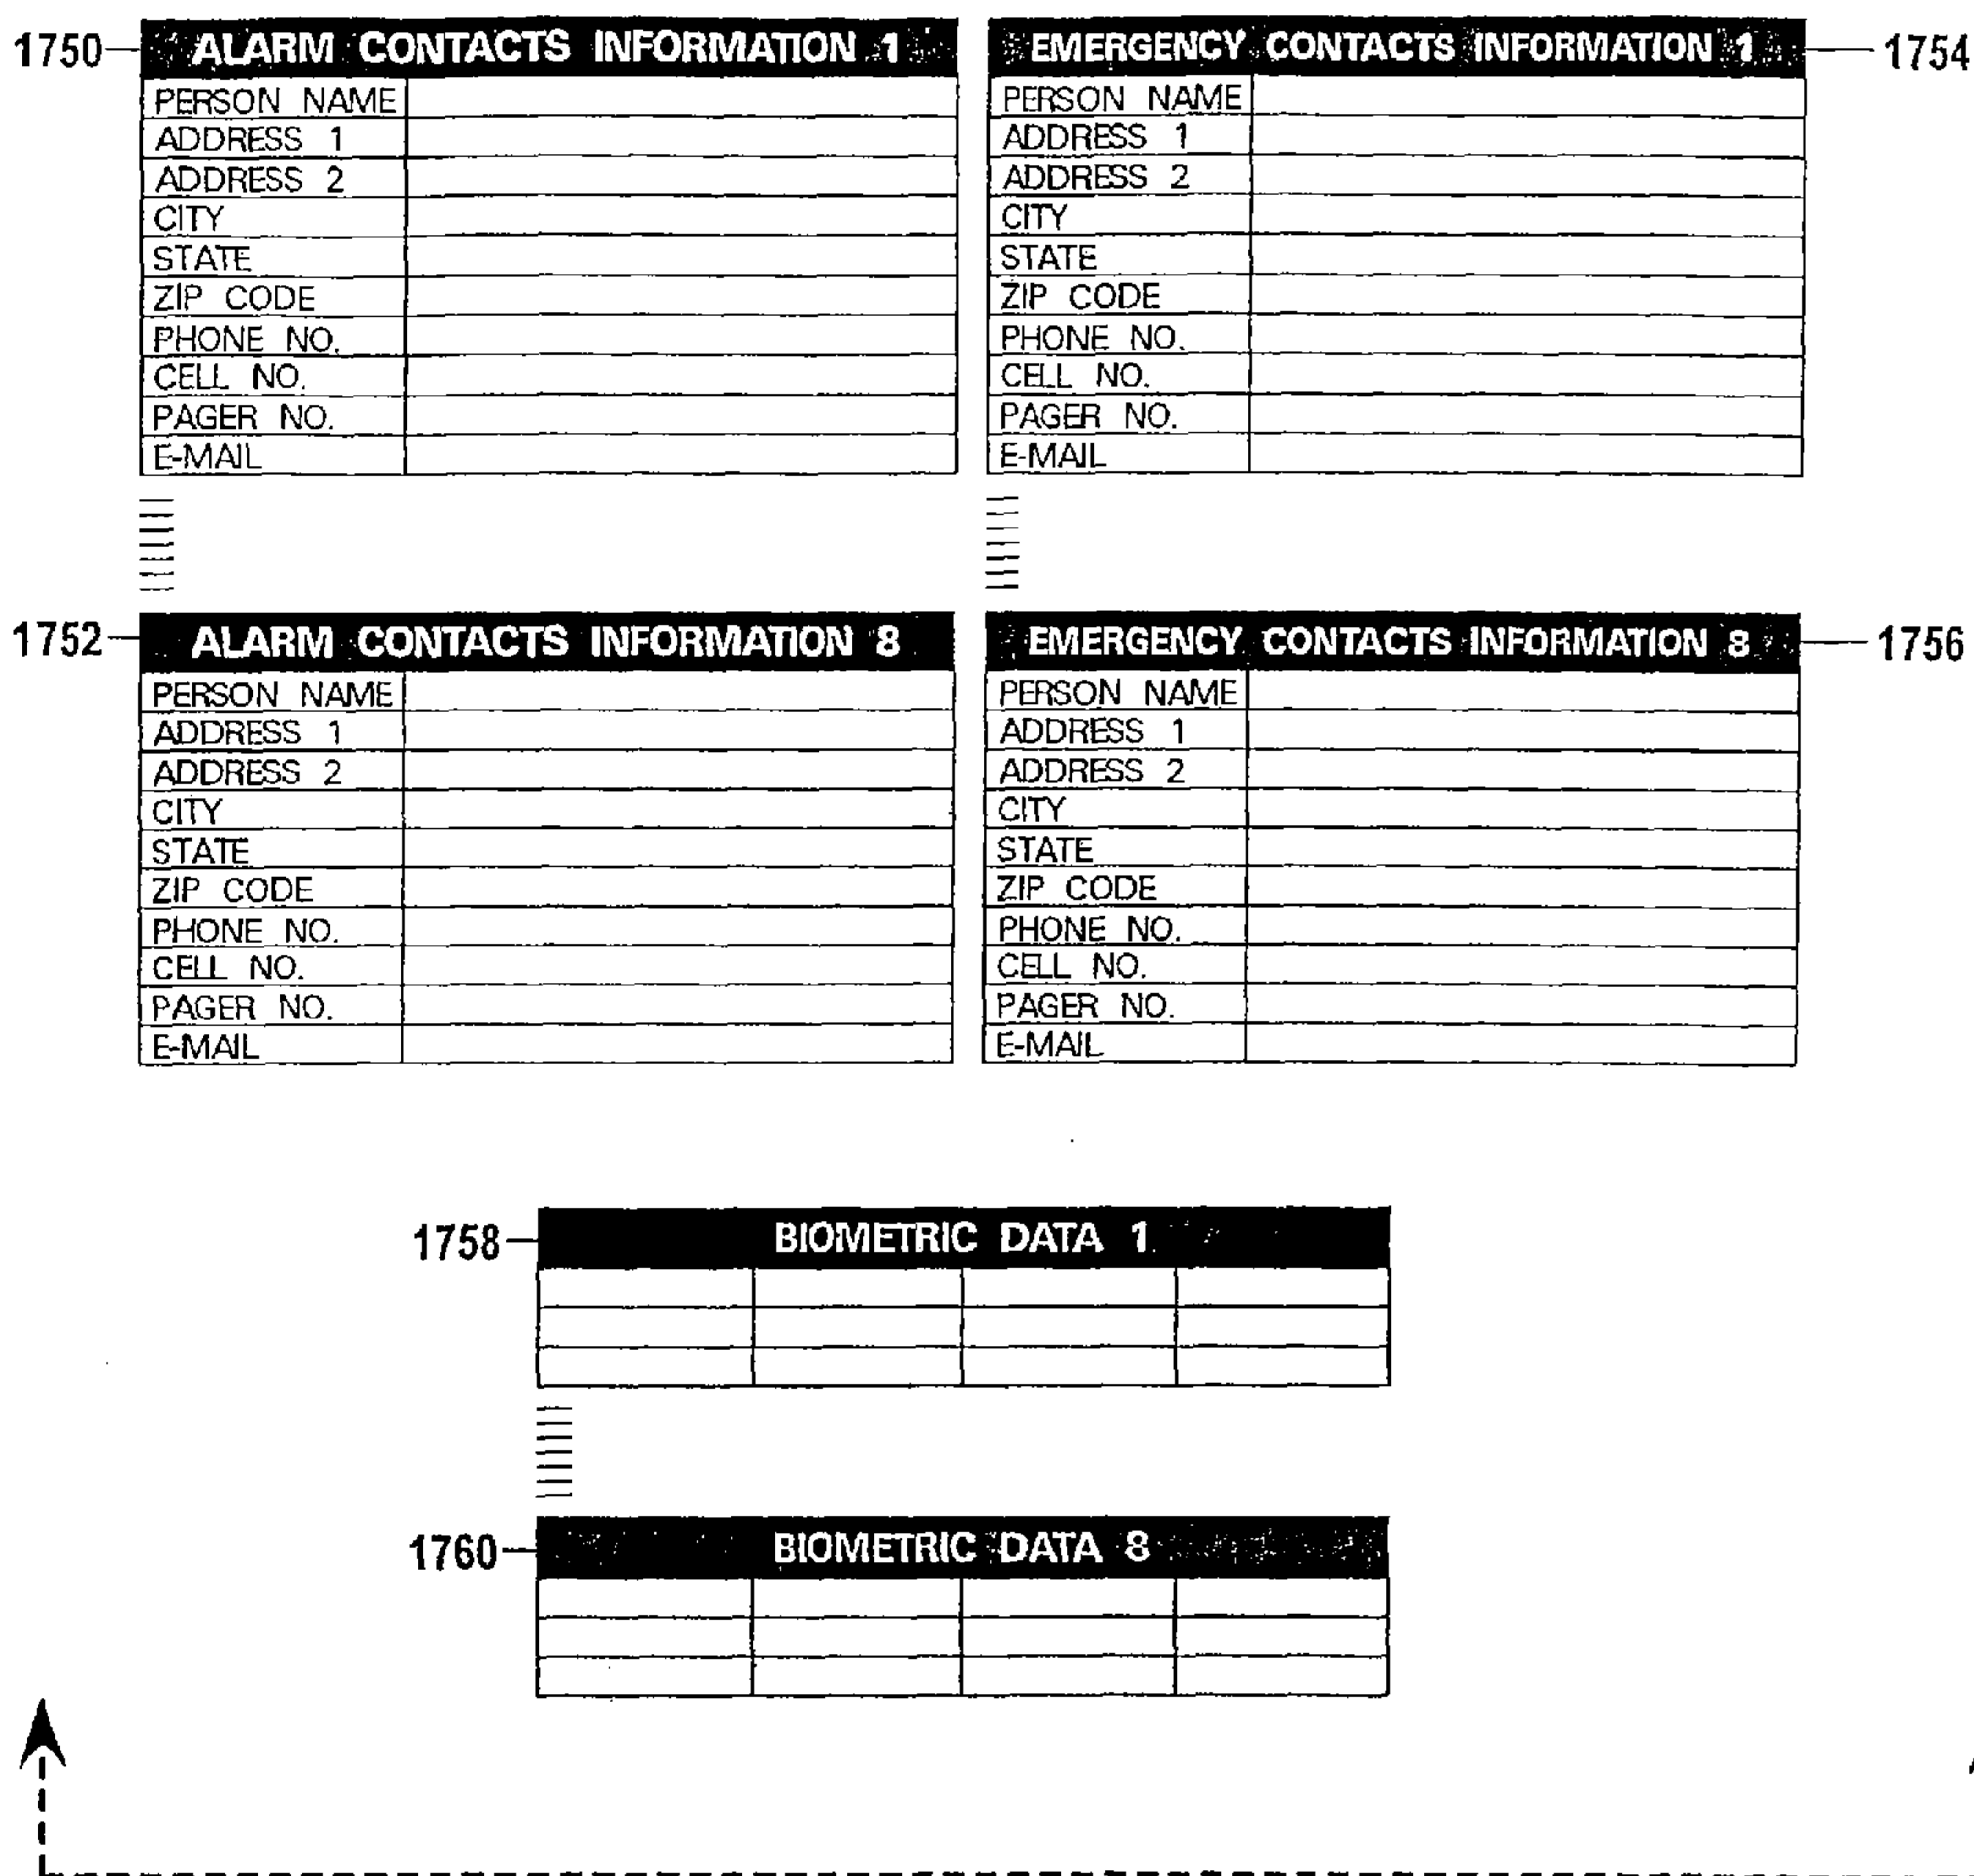 1750 ALARM CONTACTS INFORMATION 1
PERSON NAME
ADDRESS 1
ADDRESS 2
CITY
STATE
ZIP CODE
PHONE NO.
CELL NO.
PAGER NO.
E-MAIL
EMERGENCY CONTACTS INFORMATION 1 1754
PERSON NAME
ADDRESS 1
ADDRESS 2
CITY
STATE
ZIP CODE
PHONE NO.
CELL NO.
PAGER NO.
E-MAIL
1752 ALARM CONTACTS INFORMATION 8
PERSON NAME
ADDRESS 1
ADDRESS 2
CITY
STATE
ZIP CODE
PHONE NO.
CELL NO.
PAGER NO.
E-MAIL
EMERGENCY CONTACTS INFORMATION 8 1756
PERSON NAME
ADDRESS 1
ADDRESS 2
CITY
STATE
ZIP CODE
PHONE NO.
CELL NO.
PAGER NO.
E-MAIL
1758 BIOMETRIC DATA 1
1760 BIOMETRIC DATA 8